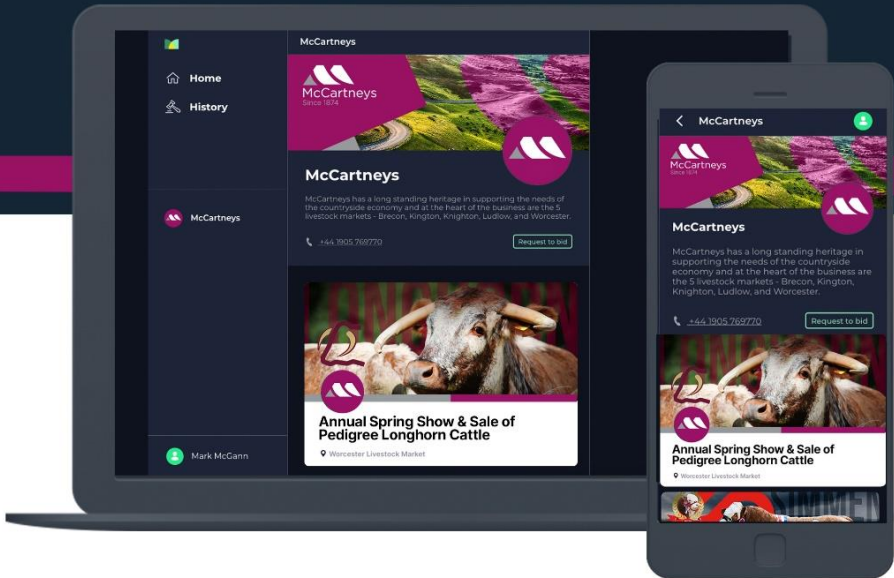 McCartneys
Home
History
McCartneys
Since 1874
McCartneys
McCartneys has a long standing heritage in supporting the needs of
the countryside economy and at the heart of the business are the 5
livestock markets - Brecon, Kington, Knighton, Ludlow, and Worcester.
+44 1905 769770
Request to bid
McCartneys
LONGHORN
Annual Spring Show & Sale of
Pedigree Longhorn Cattle
Worcester Livestock Market
Mark McGann
McCartneys
McCartneys
Since 1874
McCartneys
McCartneys has a long standing heritage in
supporting the needs of the countryside
economy and at the heart of the business are
the 5 livestock markets - Brecon, Kington,
Knighton, Ludlow, and Worcester.
+44 1905 769770
Request to bid
LONGHORN
Annual Spring Show & Sale of
Pedigree Longhorn Cattle
Worcester Livestock Market
SIMMEN